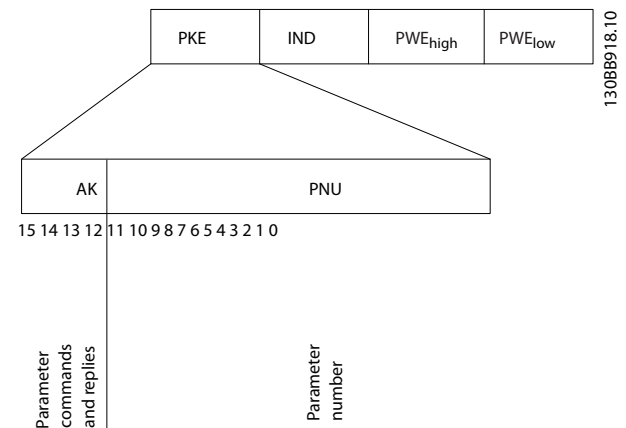 PKE IND PWEhigh PWElow
130BB918.10
AK PNU
15 14 13 12 11 10 9 8 7 6 5 4 3 2 1 0
Parameter
commands
and replies
Parameter
number